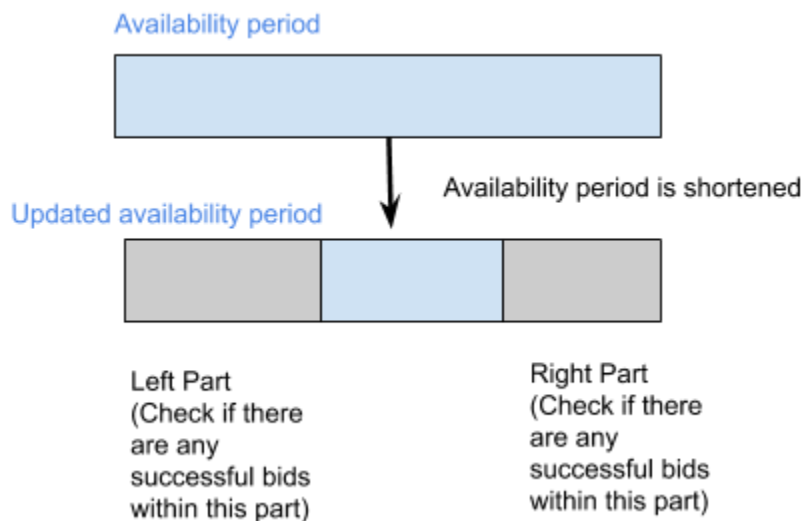 Availability period
Availability period is shortened
Updated availability period
Left Part
(Check if there
are any
successful bids
within this part)
Right Part
(Check if there
are any
successful bids
within this part)